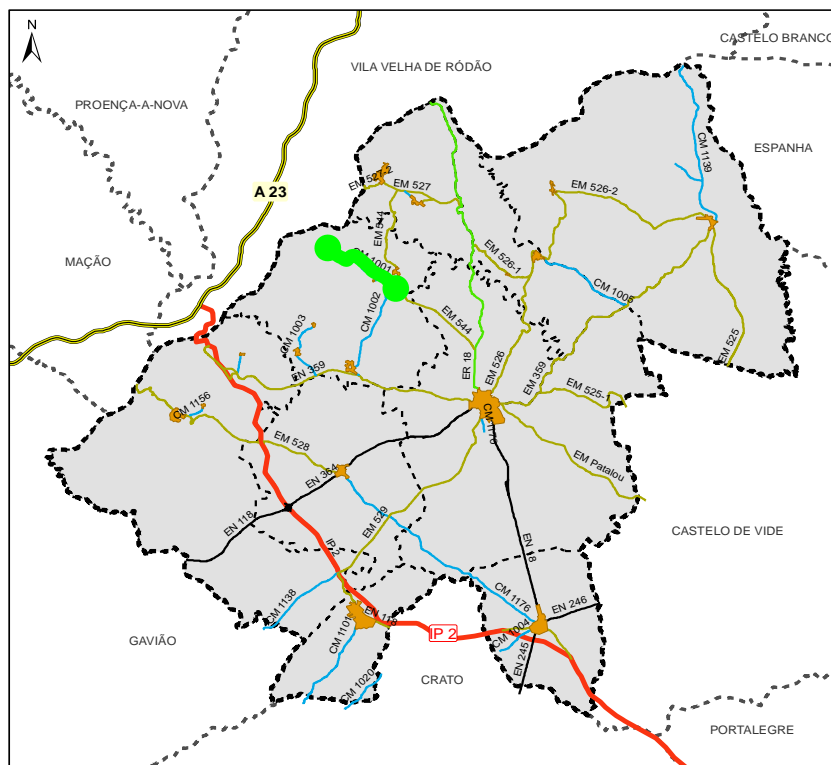 N
CASTELO BRANCO
VILA VELHA DE RÓDÃO
PROENÇA-A-NOVA
ESPANHA
CM 1139
A 23
EM 527-2
EM 527
EM 526-2
EM 544
MAÇÃO
CM 1001
EM 526-1
CM 1005
CM 1002
CM 1003
EM 544
ER 18
EM 526
EM 359
EM 525
EN 359
EM 525-1
CM 1156
CM 1176
EM 528
EM Patalou
EN 364
EN 118
EM 529
CASTELO DE VIDE
IP 2
EN 18
CM 1138
CM 1176
EN 246
EN 118
GAVIÃO
CM 1101
IP 2
CM 1004
EN 245
CM 1020
CRATO
PORTALEGRE